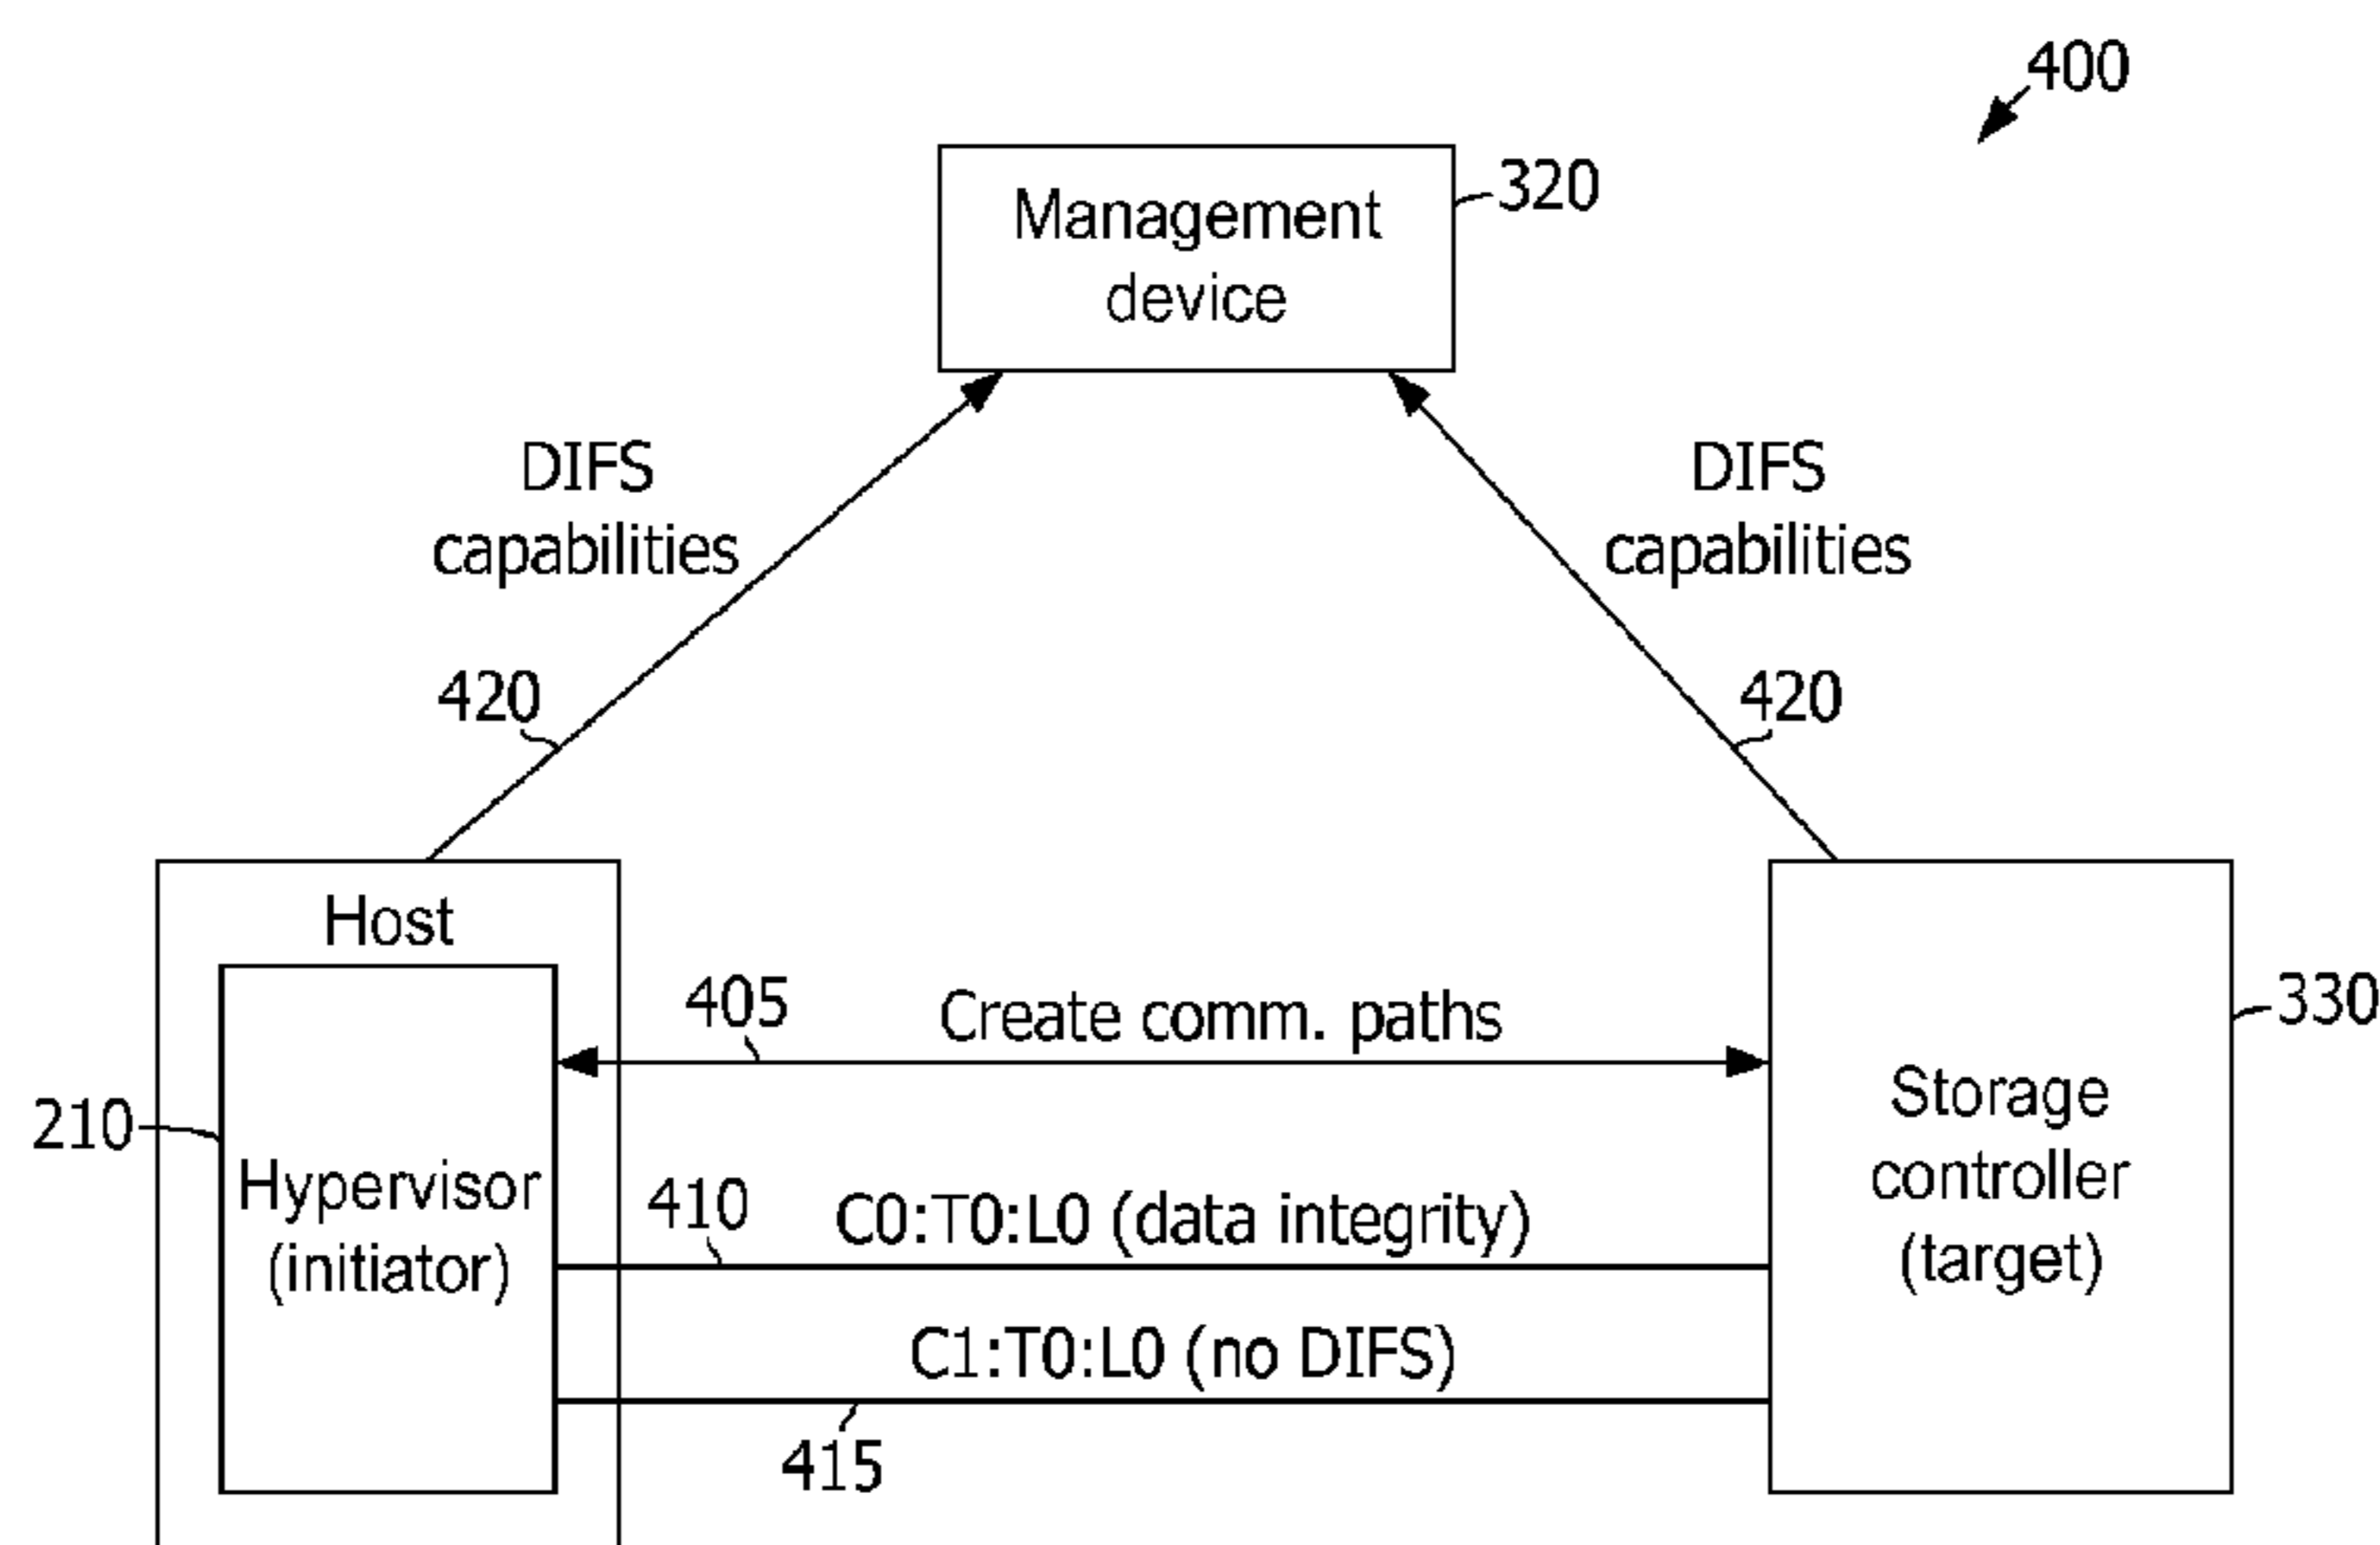 400
Management
device
320
DIFS
capabilities
DIFS
capabilities
420
420
Host
405
Create comm. paths
330
210
Hypervisor
(initiator)
Storage
controller
(target)
410
C0:T0:L0 (data integrity)
C1:T0:L0 (no DIFS)
415